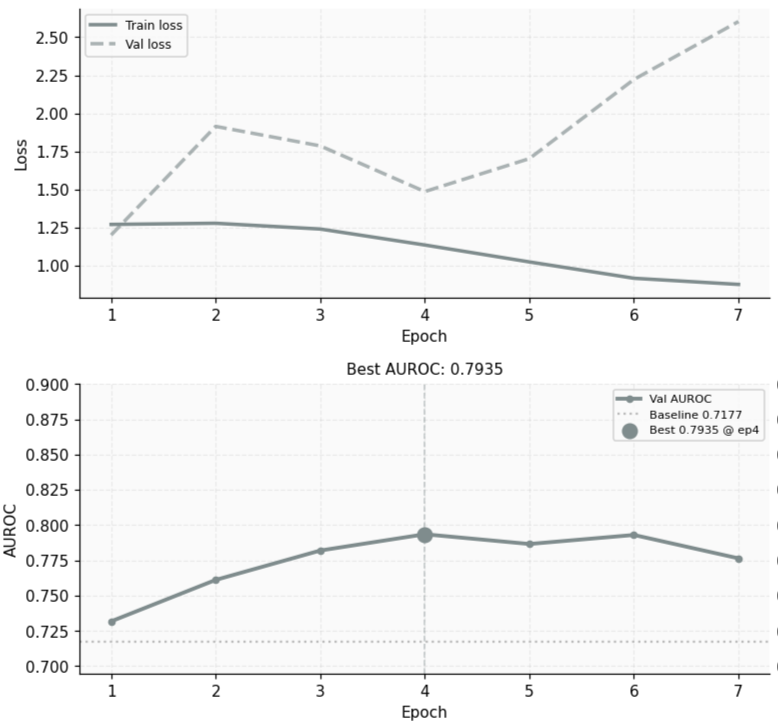 Train loss
Val loss
2.50
2.25
2.00
1.75
1.50
1.25
1.00
Loss
1 2 3 4 5 6 7
Epoch
Best AUROC: 0.7935
Val AUROC
Baseline 0.7177
Best 0.7935 @ ep4
0.900
0.875
0.850
0.825
0.800
0.775
0.750
0.725
0.700
AUROC
1 2 3 4 5 6 7
Epoch